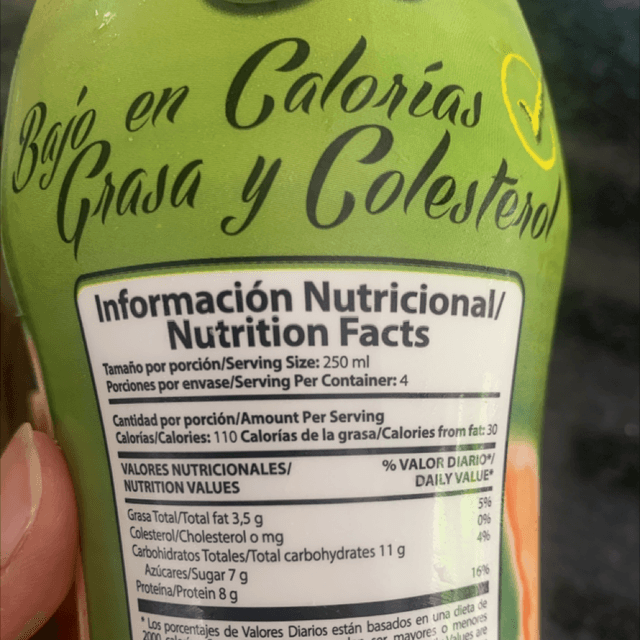 Bajo en Calorías
Grasa y Colesterol
Información Nutricional/
Nutrition Facts
Tamaño por porción/Serving Size: 250 ml
Porciones por envase/Serving Per Container: 4
Cantidad por porción/Amount Per Serving
Calorías/Calories: 110 Calorías de la grasa/Calories from fat: 30
VALORES NUTRICIONALES/ % VALOR DIARIO*/
NUTRITION VALUES DAILY VALUE*
Grasa Total/Total fat 3,5 g 5%
Colesterol/Cholesterol o mg 0%
Carbohidratos Totales/Total carbohydrates 11 g 4%
Azúcares/Sugar 7 g
Proteína/Protein 8 g 16%
* Los porcentajes de Valores Diarios están basados en una dieta de
2000 mayores o menores